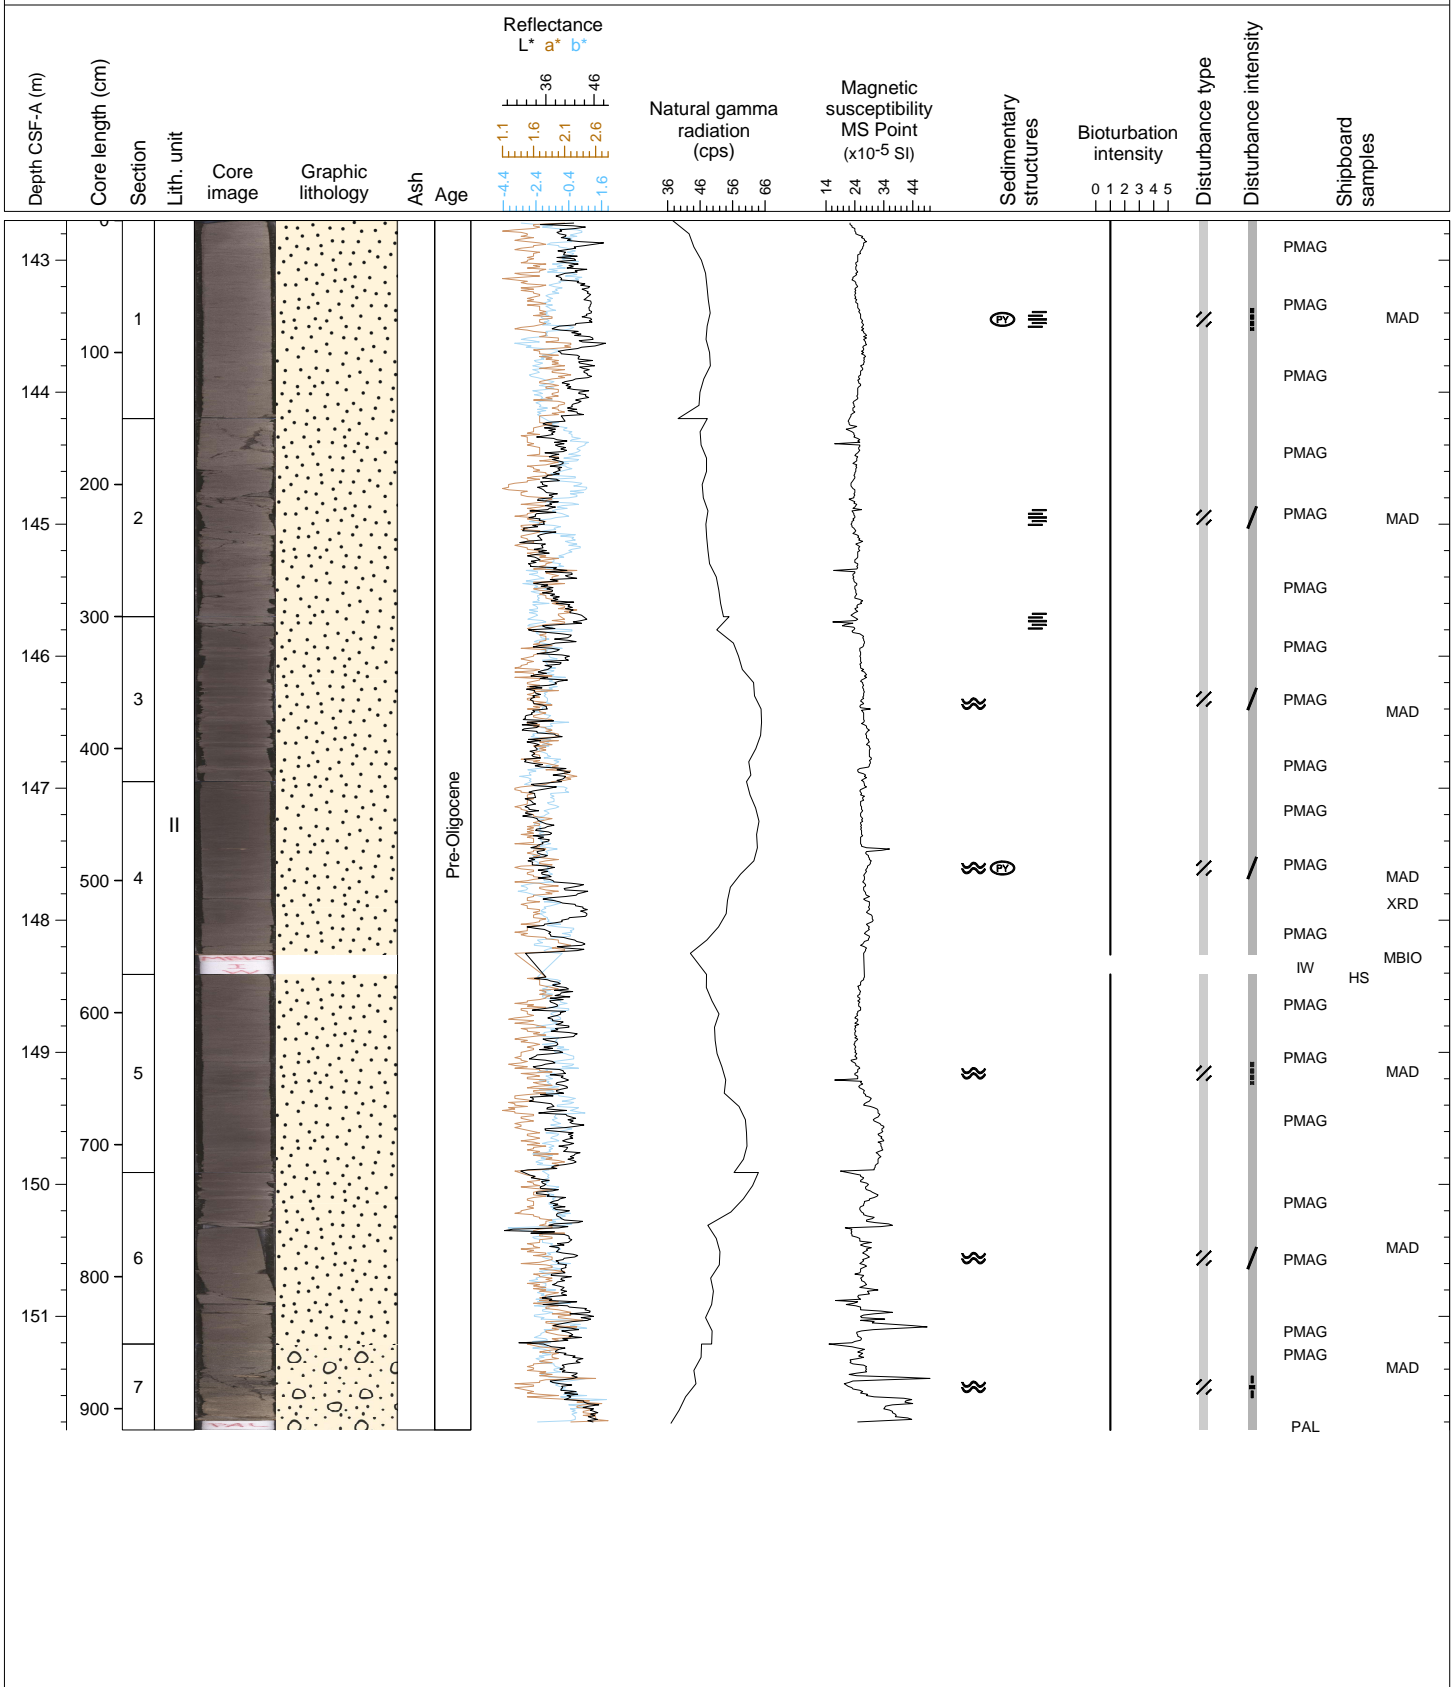 Reflectance
L* a* b*
36 46
1.1 1.6 2.1 2.6
-4.4 -2.4 -0.4 1.6
Depth CSF-A (m)
Core length (cm)
Section
Lith. unit
Core image
Graphic lithology
Ash
Age
Natural gamma radiation (cps)
36 46 56 66
Magnetic susceptibility MS Point (x10-5 SI)
14 24 34 44
Sedimentary structures
Bioturbation intensity
0 1 2 3 4 5
Disturbance type
Disturbance intensity
Shipboard samples
0
PMAG
143
PMAG
1
PY
MAD
100
PMAG
144
PMAG
200
PMAG
2
MAD
145
PMAG
300
PMAG
146
3
PMAG
MAD
400
PMAG
147
PMAG
II
Pre-Oligocene
PMAG
PY
4
MAD
500
XRD
148
PMAG
MBIO
MBIO
IW
IW
HS
600
PMAG
149
PMAG
5
MAD
PMAG
700
150
PMAG
MAD
6
PMAG
800
151
PMAG
PMAG
MAD
7
900
PAL
PAL